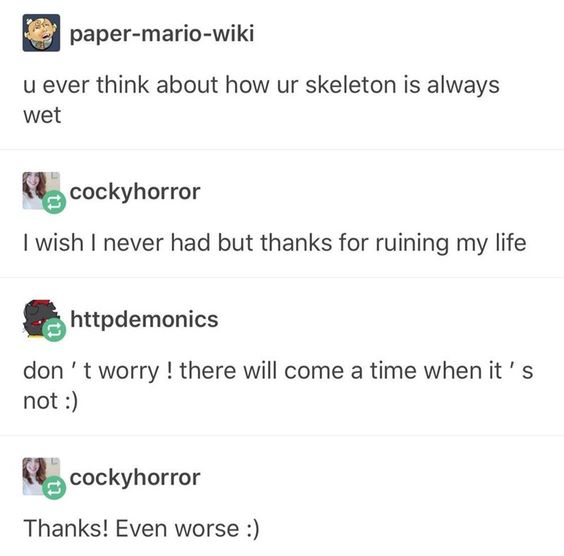 paper-mario-wiki
u ever think about how ur skeleton is always
wet
cockyhorror
I wish I never had but thanks for ruining my life
httpdemonics
don ' t worry ! there will come a time when it ' s
not :)
cockyhorror
Thanks! Even worse :)